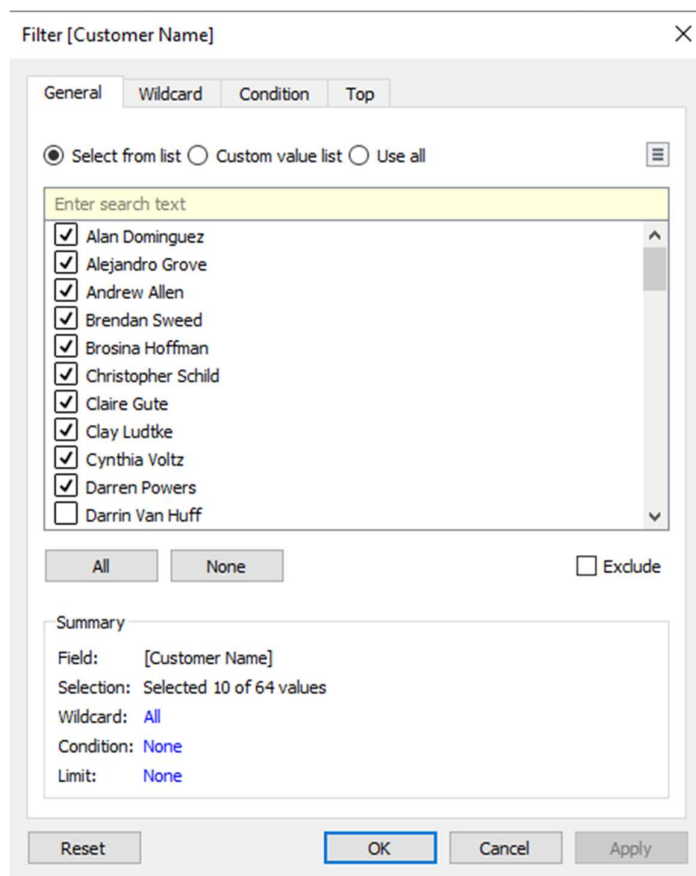 Filter [Customer Name]
General Wildcard Condition Top
Select from list Custom value list Use all
Enter search text
Alan Dominguez
Alejandro Grove
Andrew Allen
Brendan Sweed
Brosina Hoffman
Christopher Schild
Claire Gute
Clay Ludtke
Cynthia Voltz
Darren Powers
Darrin Van Huff
All None Exclude
Summary
Field: [Customer Name]
Selection: Selected 10 of 64 values
Wildcard: All
Condition: None
Limit: None
Reset OK Cancel Apply